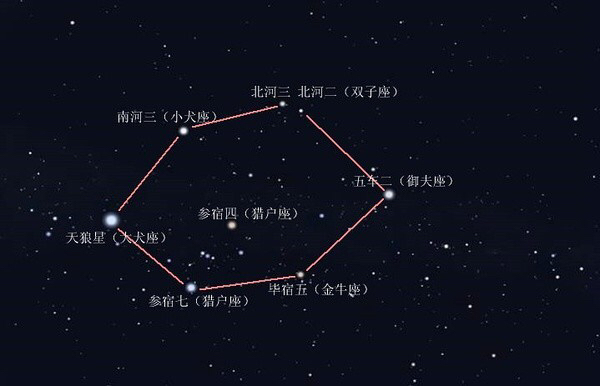 北河三 北河二（双子座）
南河三（小犬座）
五车二（御夫座）
参宿四（猎户座）
天狼星（大犬座）
毕宿五（金牛座）
参宿七（猎户座）